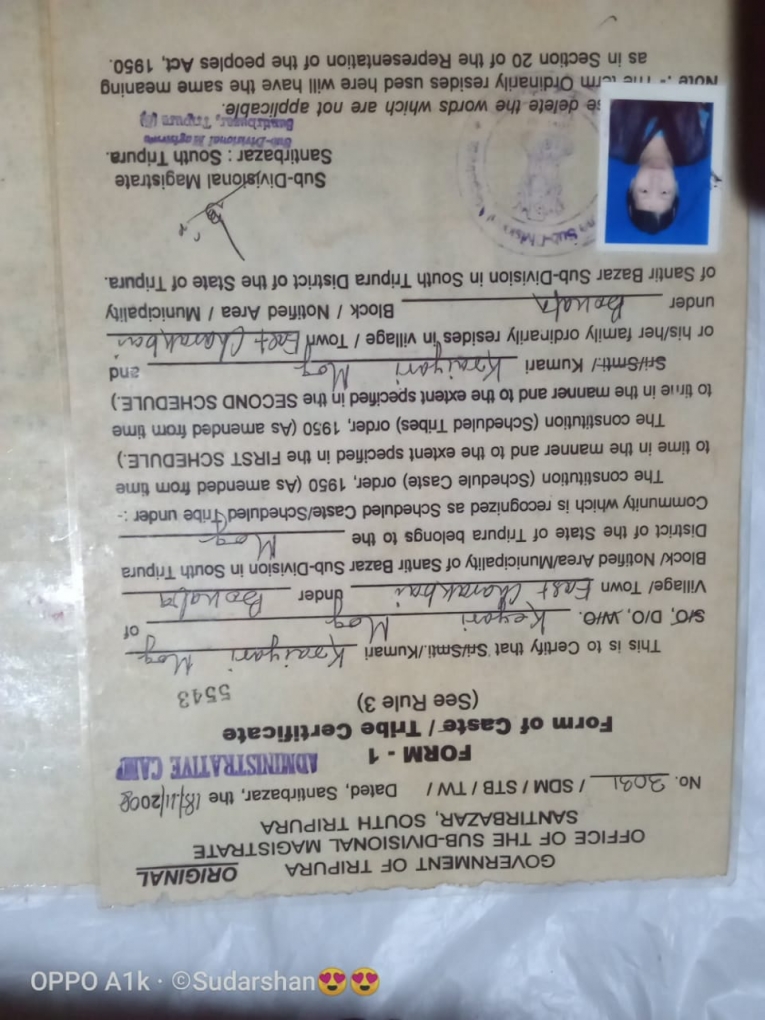 ORIGINAL
GOVERNMENT OF TRIPURA
OFFICE OF THE SUB-DIVISIONAL MAGISTRATE
SANTIRBAZAR, SOUTH TRIPURA
No. 3081 / SDM / STB / TW / Dated, Santirbazar, the 18/11/2008
ADMINISTRATIVE CAMP
FORM - 1
Form of Caste / Tribe Certificate
(See Rule 3)
5543
This is to Certify that Sri/Smti./Kumari Kraiyari Mog
S/O, D/O, W/O. Keyari Mog of
Village/ Town East Charakbai under Bokafa
Block/ Notified Area/Municipality of Santir Bazar Sub-Division in South Tripura
District of the State of Tripura belongs to the Mog
Community which is recognized as Scheduled Caste/Scheduled Tribe under :-
The constitution (Schedule Caste) order, 1950 (As amended from time
to time in the manner and to the extent specified in the FIRST SCHEDULE.)
The constitution (Scheduled Tribes) order, 1950 (As amended from time
to time in the manner and to the extent specified in the SECOND SCHEDULE.)
Sri/Smti./ Kumari Kraiyari Mog and
or his/her family ordinarily resides in village / Town East Charakbai
under Bokafa Block / Notified Area / Municipality
of Santir Bazar Sub-Division in South Tripura District of the State of Tripura.
Sub-Divisional Magistrate
Santirbazar : South Tripura.
Sub-Divisional Magistrate
Santirbazar, Tripura (S)
se delete the words which are not applicable.
Note :- The term Ordinarily resides used here will have the same meaning
as in Section 20 of the Representation of the peoples Act, 1950.
OPPO A1k · ©Sudarshan😍😍